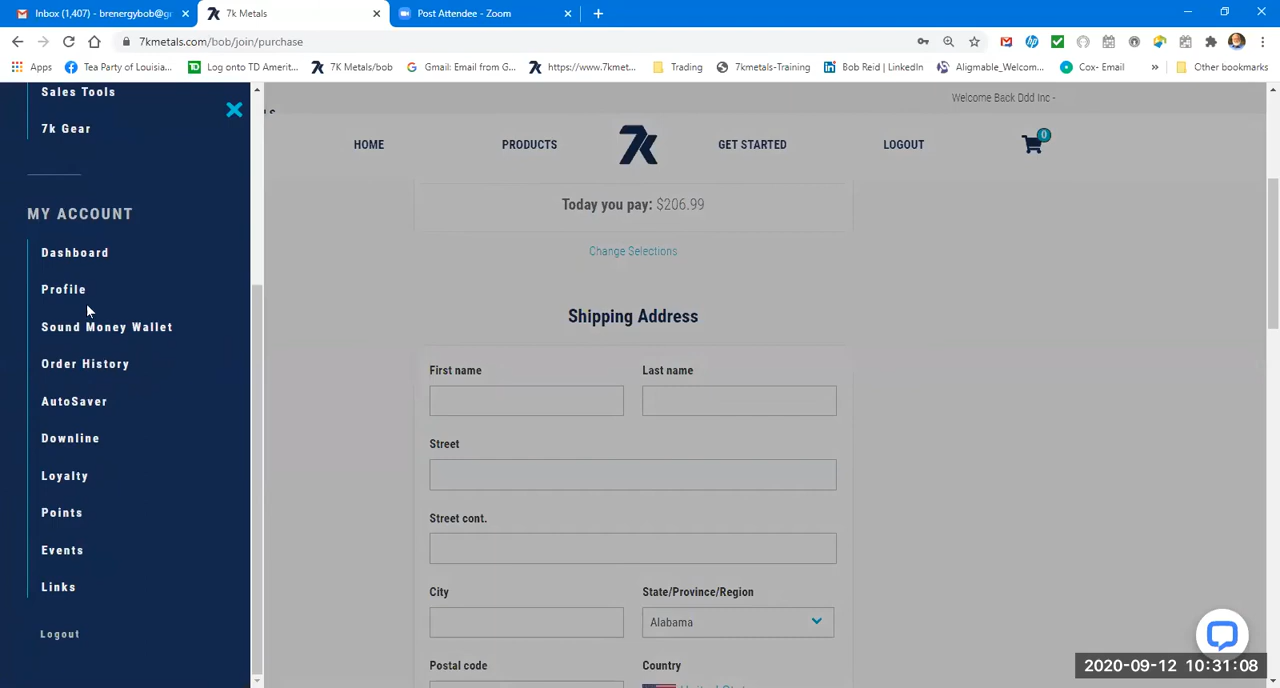 Inbox (1,407) - brenergybob@gr
7k Metals
Post Attendee - Zoom
7kmetals.com/bob/join/purchase
Apps
Tea Party of Louisia...
Log onto TD Amerit...
7K Metals/bob
Gmail: Email from G...
https://www.7kmet...
Trading
7kmetals-Training
Bob Reid | LinkedIn
Aligmable_Welcom...
Cox- Email
»
Other bookmarks
Sales Tools
7k Gear
MY ACCOUNT
Dashboard
Profile
Sound Money Wallet
Order History
AutoSaver
Downline
Loyalty
Points
Events
Links
Logout
Welcome Back Ddd Inc -
HOME
PRODUCTS
7k
GET STARTED
LOGOUT
0
Today you pay: $206.99
Change Selections
Shipping Address
First name
Last name
Street
Street cont.
City
State/Province/Region
Alabama
Postal code
Country
2020-09-12 10:31:08